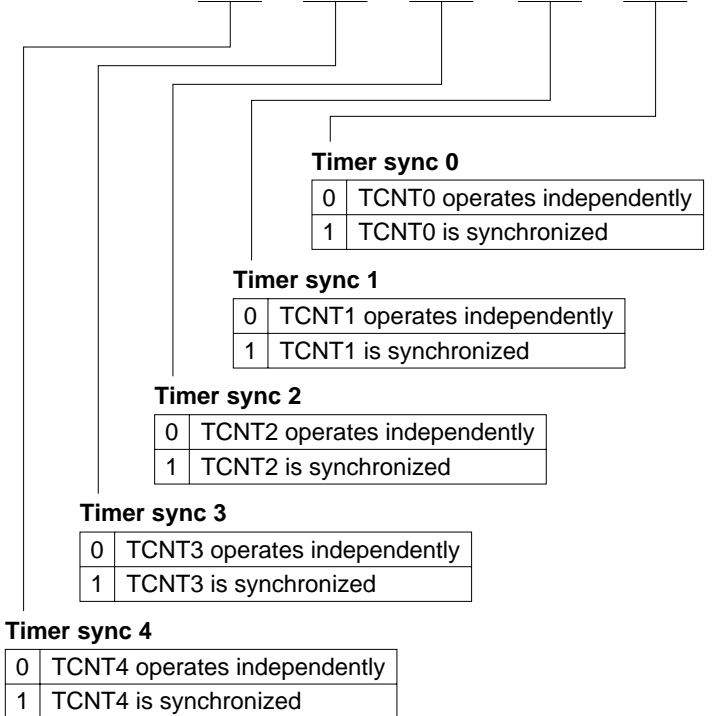 Timer sync 0
0 TCNT0 operates independently
1 TCNT0 is synchronized
Timer sync 1
0 TCNT1 operates independently
1 TCNT1 is synchronized
Timer sync 2
0 TCNT2 operates independently
1 TCNT2 is synchronized
Timer sync 3
0 TCNT3 operates independently
1 TCNT3 is synchronized
Timer sync 4
0 TCNT4 operates independently
1 TCNT4 is synchronized